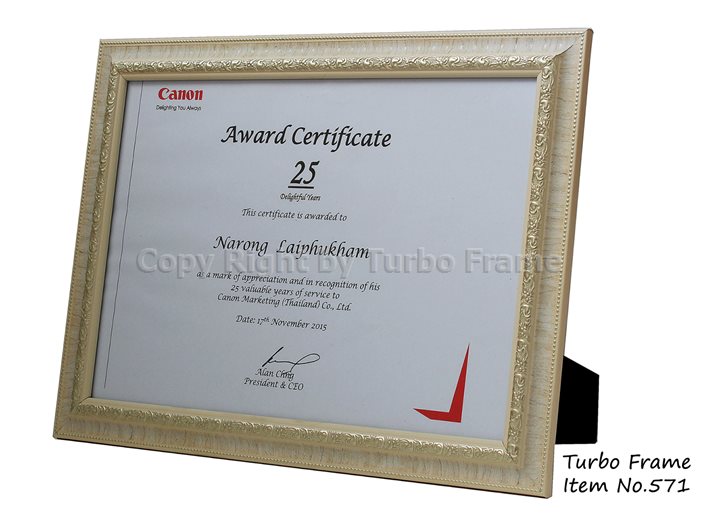 Canon
Delighting You Always
Award Certificate
25
Delightful Years
This certificate is awarded to
Narong Laiphukham
Copy Right by Turbo Frame
as a mark of appreciation and in recognition of his
25 valuable years of service to
Canon Marketing (Thailand) Co., Ltd.
Date: 17th November 2015
Alan Chng
President & CEO
Turbo Frame
Item No.571